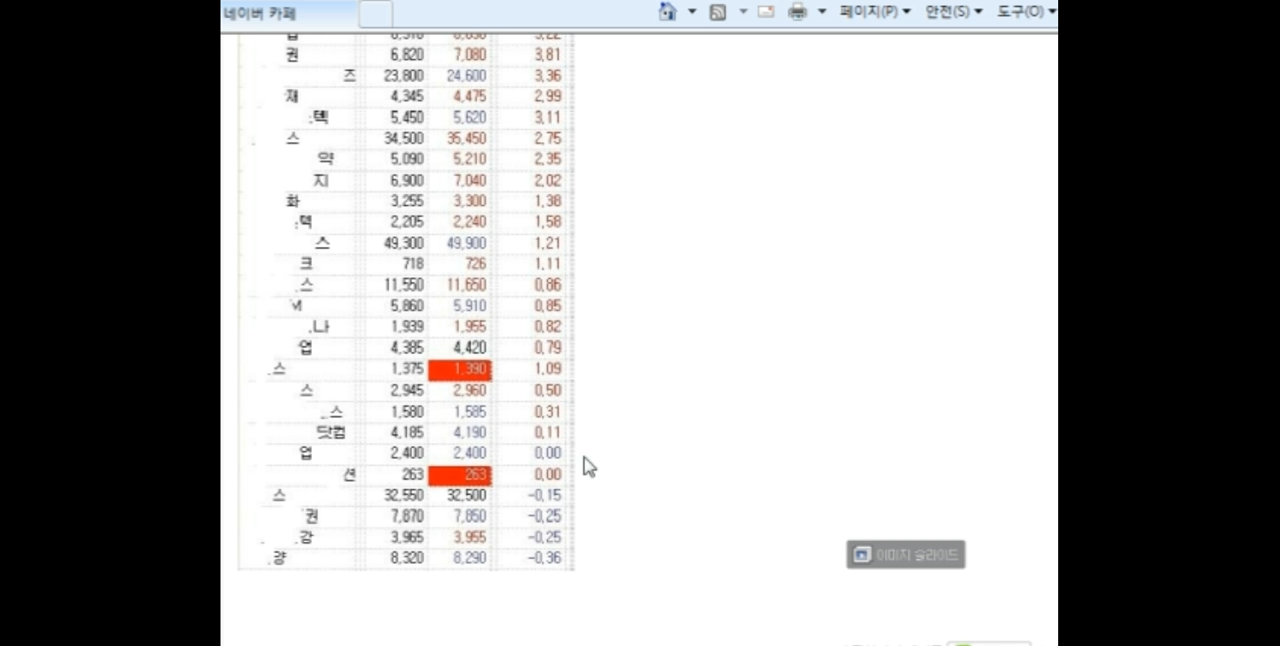 네이버 카페 페이지(P) 안전(S) 도구(O)
권 6,820 7,080 3,81
즈 23,800 24,600 3,36
재 4,345 4,475 2,99
텍 5,450 5,620 3,11
스 34,500 35,450 2,75
약 5,090 5,210 2,35
지 6,900 7,040 2,02
화 3,255 3,300 1,38
텍 2,205 2,240 1,58
스 49,300 49,900 1,21
크 718 726 1,11
스 11,550 11,650 0,86
M 5,860 5,910 0,85
나 1,939 1,955 0,82
업 4,385 4,420 0,79
스 1,375 1,390 1,09
스 2,945 2,960 0,50
스 1,580 1,585 0,31
닷컴 4,185 4,190 0,11
업 2,400 2,400 0,00
션 263 263 0,00
스 32,550 32,500 -0,15
권 7,870 7,850 -0,25
강 3,965 3,955 -0,25
이미지 슬라이드
양 8,320 8,290 -0,36